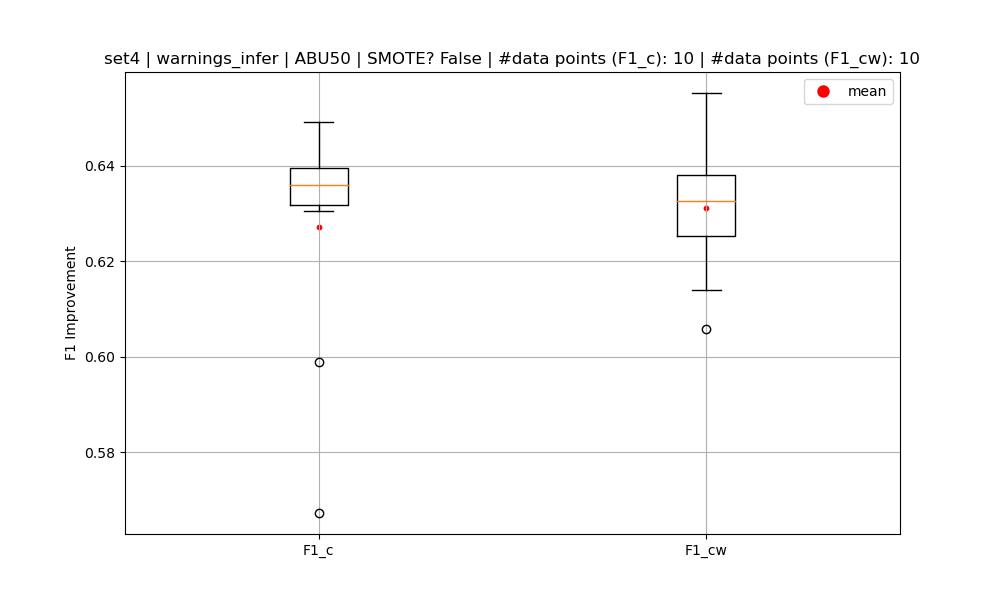 set4 | warnings_infer | ABU50 | SMOTE? False | #data points (F1_c): 10 | #data points (F1_cw): 10
mean
0.64
0.62
0.60
0.58
F1 Improvement
F1_c
F1_cw